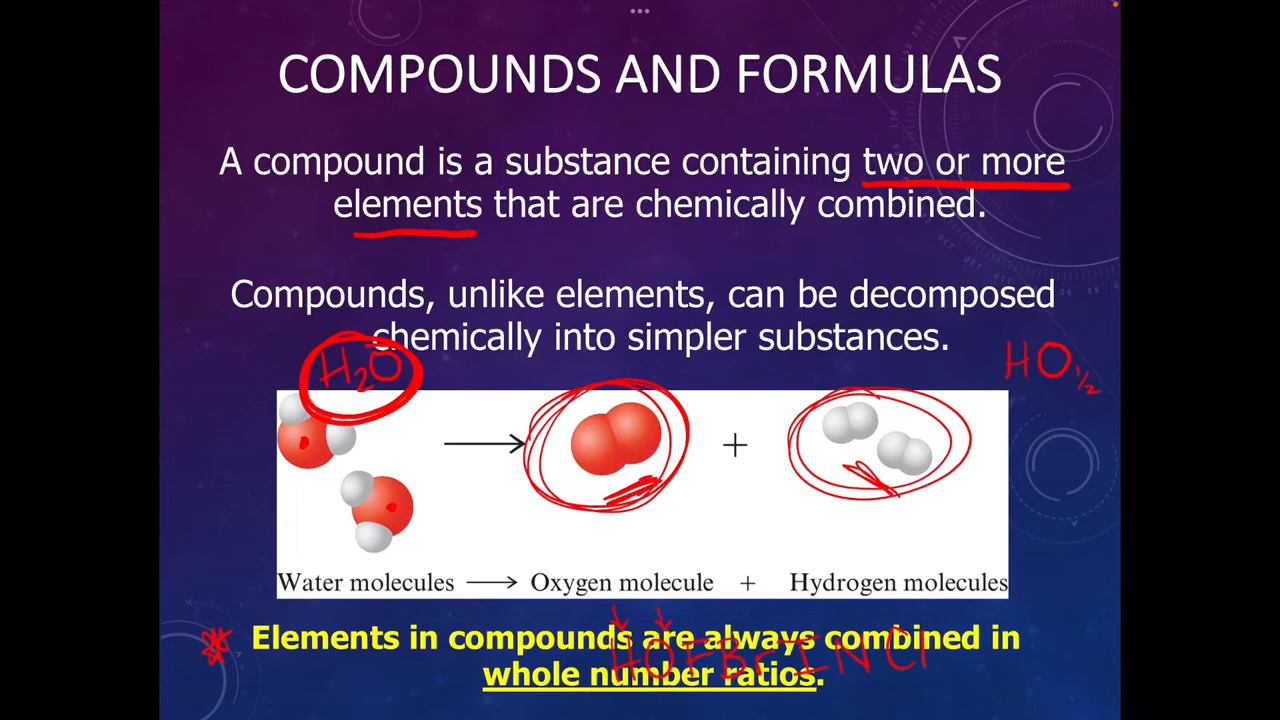 COMPOUNDS AND FORMULAS
A compound is a substance containing two or more
elements that are chemically combined.
Compounds, unlike elements, can be decomposed
chemically into simpler substances.
H₂O
HO½
+
Water molecules → Oxygen molecule + Hydrogen molecules
Elements in compounds are always combined in
whole number ratios.
HOFBrINCl